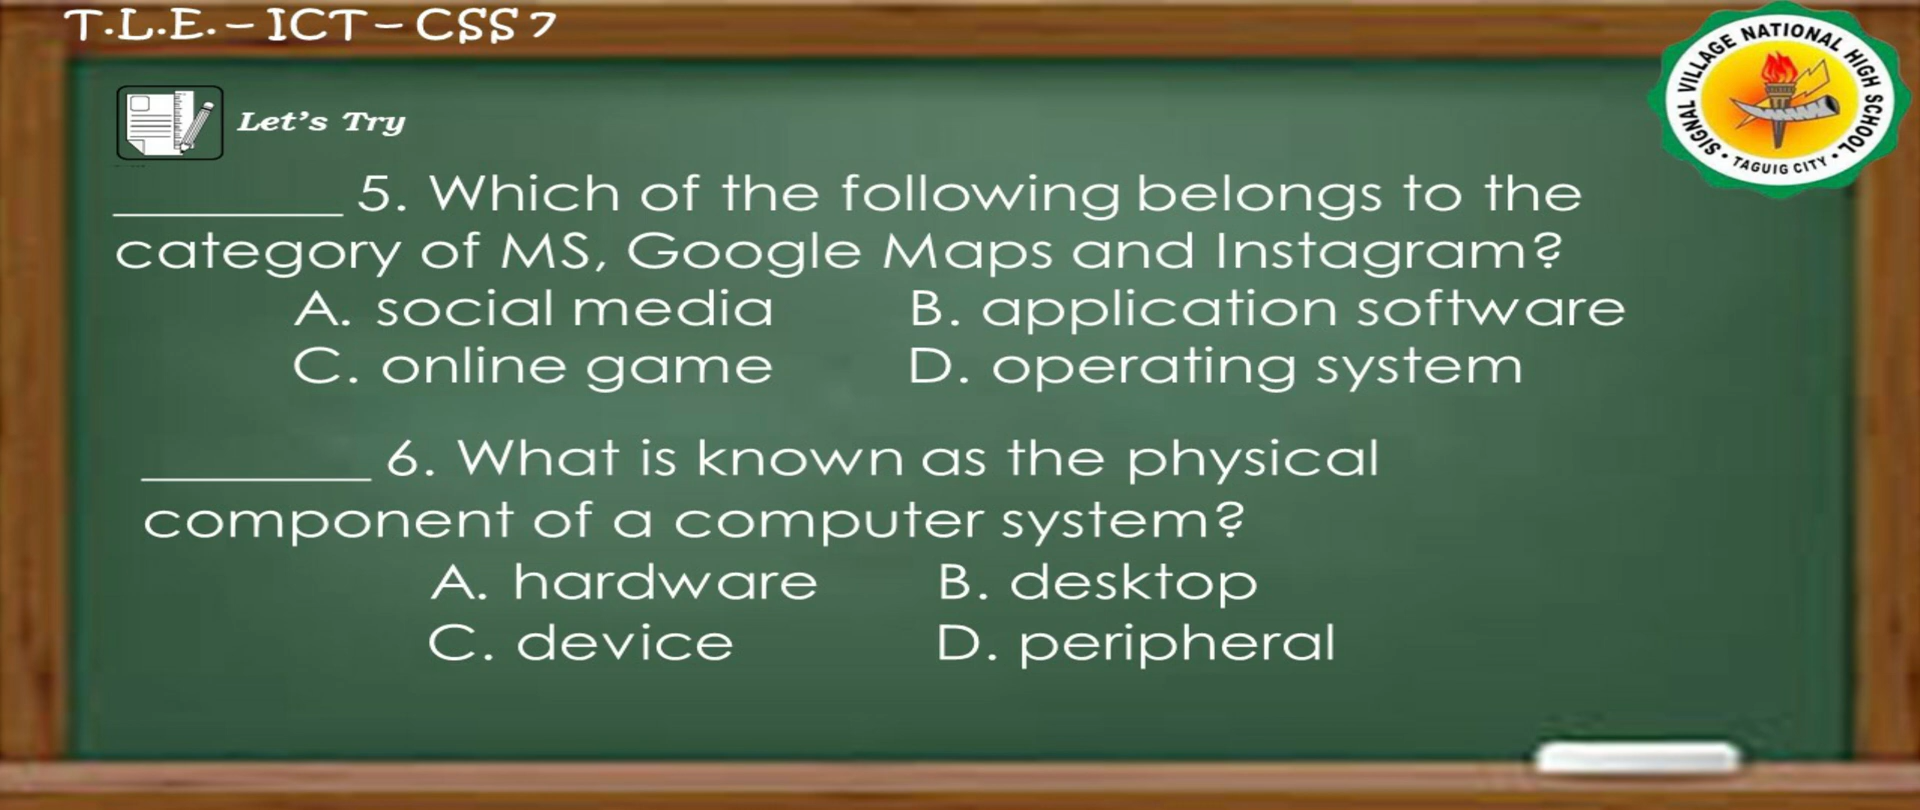 T.L.E. – ICT – CSS 7
SIGNAL VILLAGE NATIONAL HIGH SCHOOL
• TAGUIG CITY •
Let's Try
________ 5. Which of the following belongs to the
category of MS, Google Maps and Instagram?
A. social media B. application software
C. online game D. operating system
________ 6. What is known as the physical
component of a computer system?
A. hardware B. desktop
C. device D. peripheral